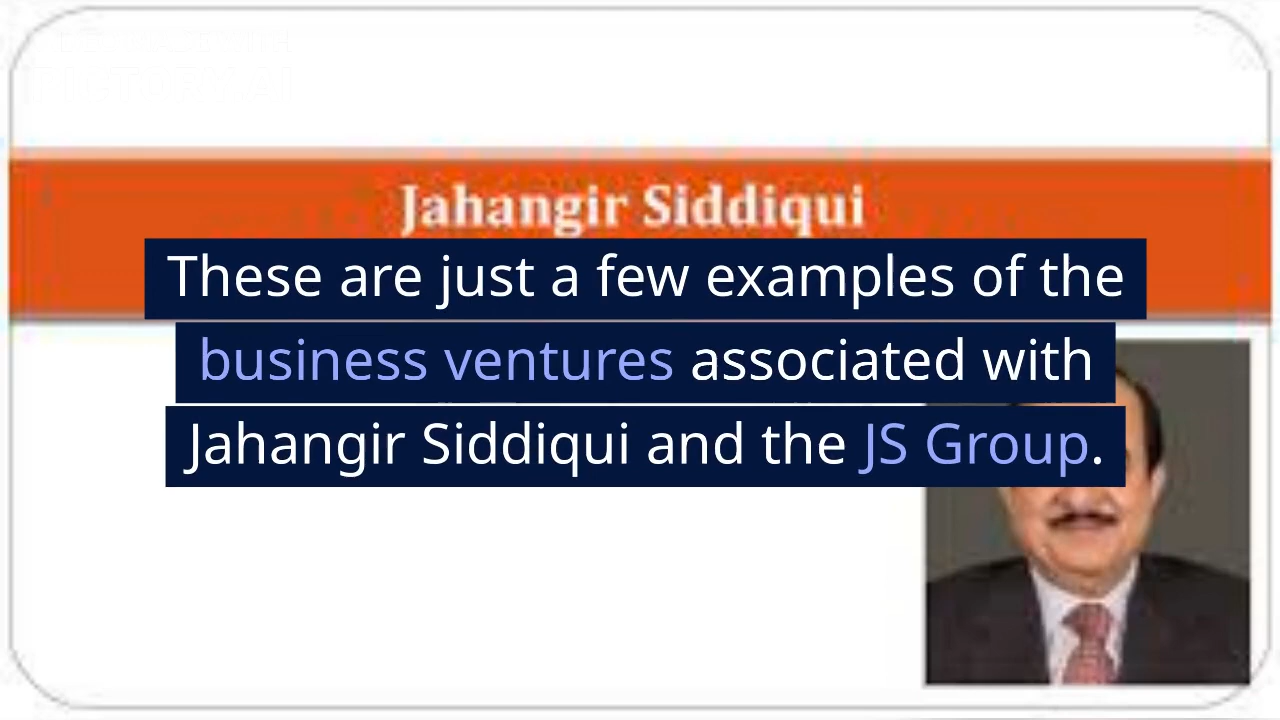 Jahangir Siddiqui
These are just a few examples of the
business ventures associated with
Jahangir Siddiqui and the JS Group.